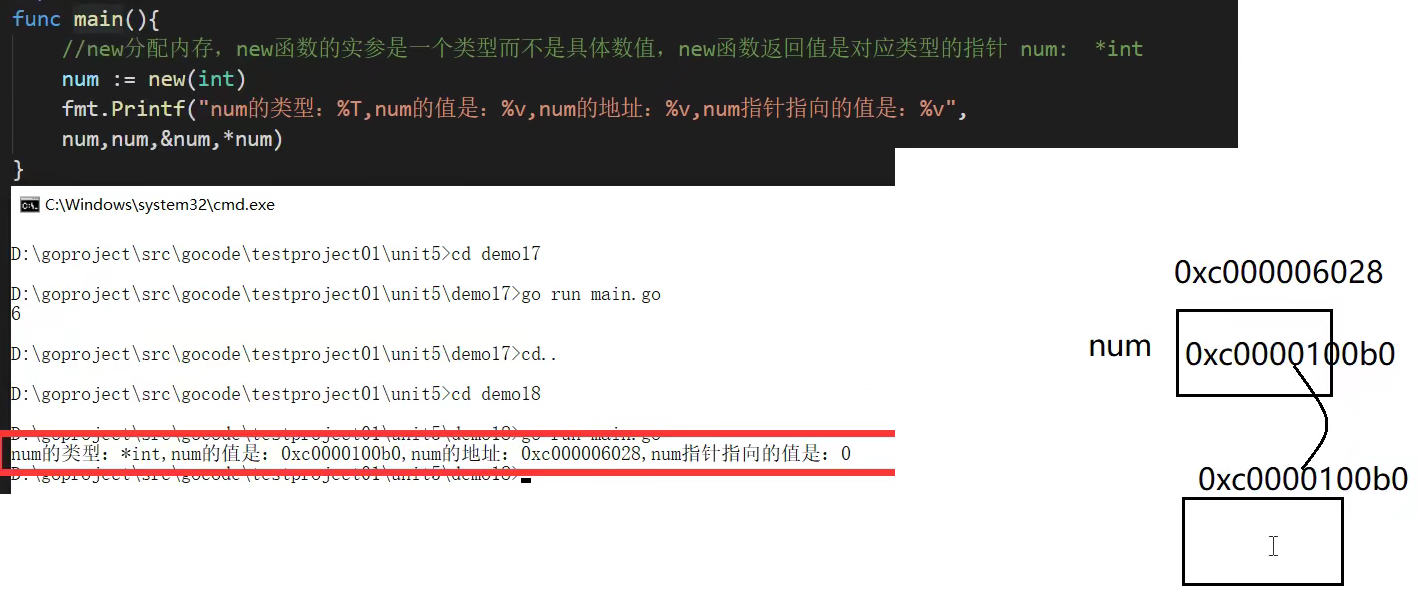 func main(){
//new分配内存，new函数的实参是一个类型而不是具体数值，new函数返回值是对应类型的指针 num: *int
num := new(int)
fmt.Printf("num的类型：%T,num的值是：%v,num的地址：%v,num指针指向的值是：%v",
num,num,&num,*num)
}
C:\Windows\system32\cmd.exe
D:\goproject\src\gocode\testproject01\unit5>cd demo17
D:\goproject\src\gocode\testproject01\unit5\demo17>go run main.go
6
D:\goproject\src\gocode\testproject01\unit5\demo17>cd..
D:\goproject\src\gocode\testproject01\unit5>cd demo18
D:\goproject\src\gocode\testproject01\unit5\demo18>go run main.go
num的类型：*int,num的值是：0xc0000100b0,num的地址：0xc000006028,num指针指向的值是：0
D:\goproject\src\gocode\testproject01\unit5\demo18>
0xc000006028
num
0xc0000100b0
0xc0000100b0